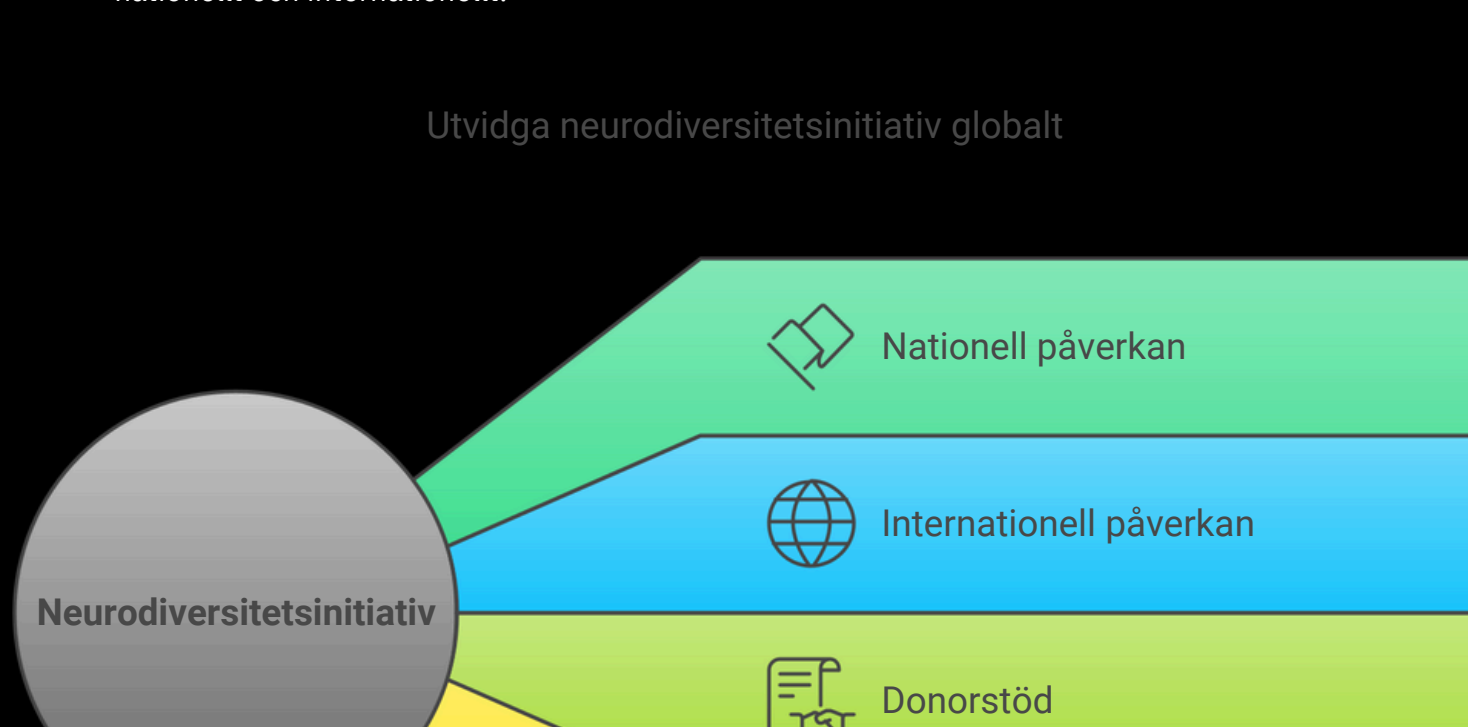 Utvidga neurodiversitetsinitiativ globalt
Nationell påverkan
Internationell påverkan
Neurodiversitetsinitiativ
Donorstöd